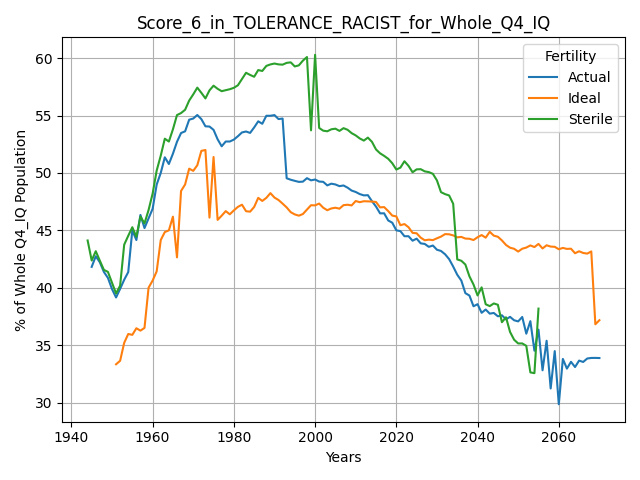 Score_6_in_TOLERANCE_RACIST_for_Whole_Q4_IQ
% of Whole Q4_IQ Population
60
55
50
45
40
35
30
Fertility
Actual
Ideal
Sterile
1940
1960
1980
2000
2020
2040
2060
Years